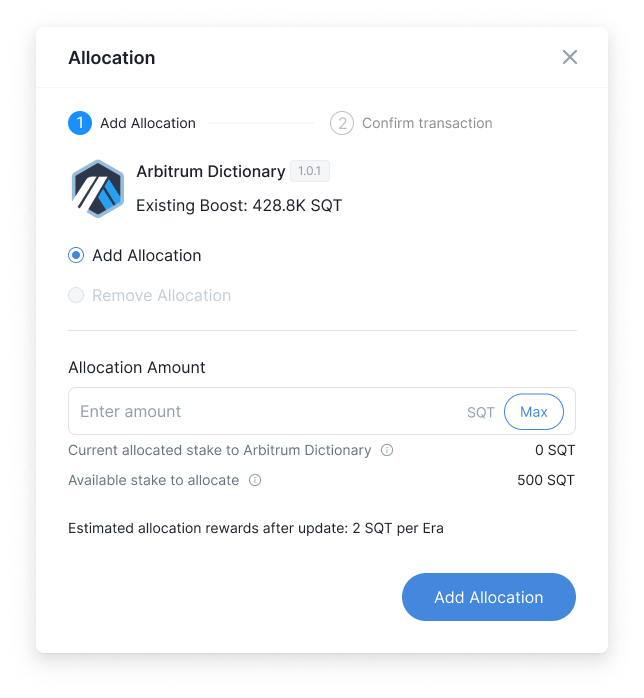 Allocation
1 Add Allocation 2 Confirm transaction
Arbitrum Dictionary 1.0.1
Existing Boost: 428.8K SQT
Add Allocation
Remove Allocation
Allocation Amount
Enter amount SQT Max
Current allocated stake to Arbitrum Dictionary 0 SQT
Available stake to allocate 500 SQT
Estimated allocation rewards after update: 2 SQT per Era
Add Allocation